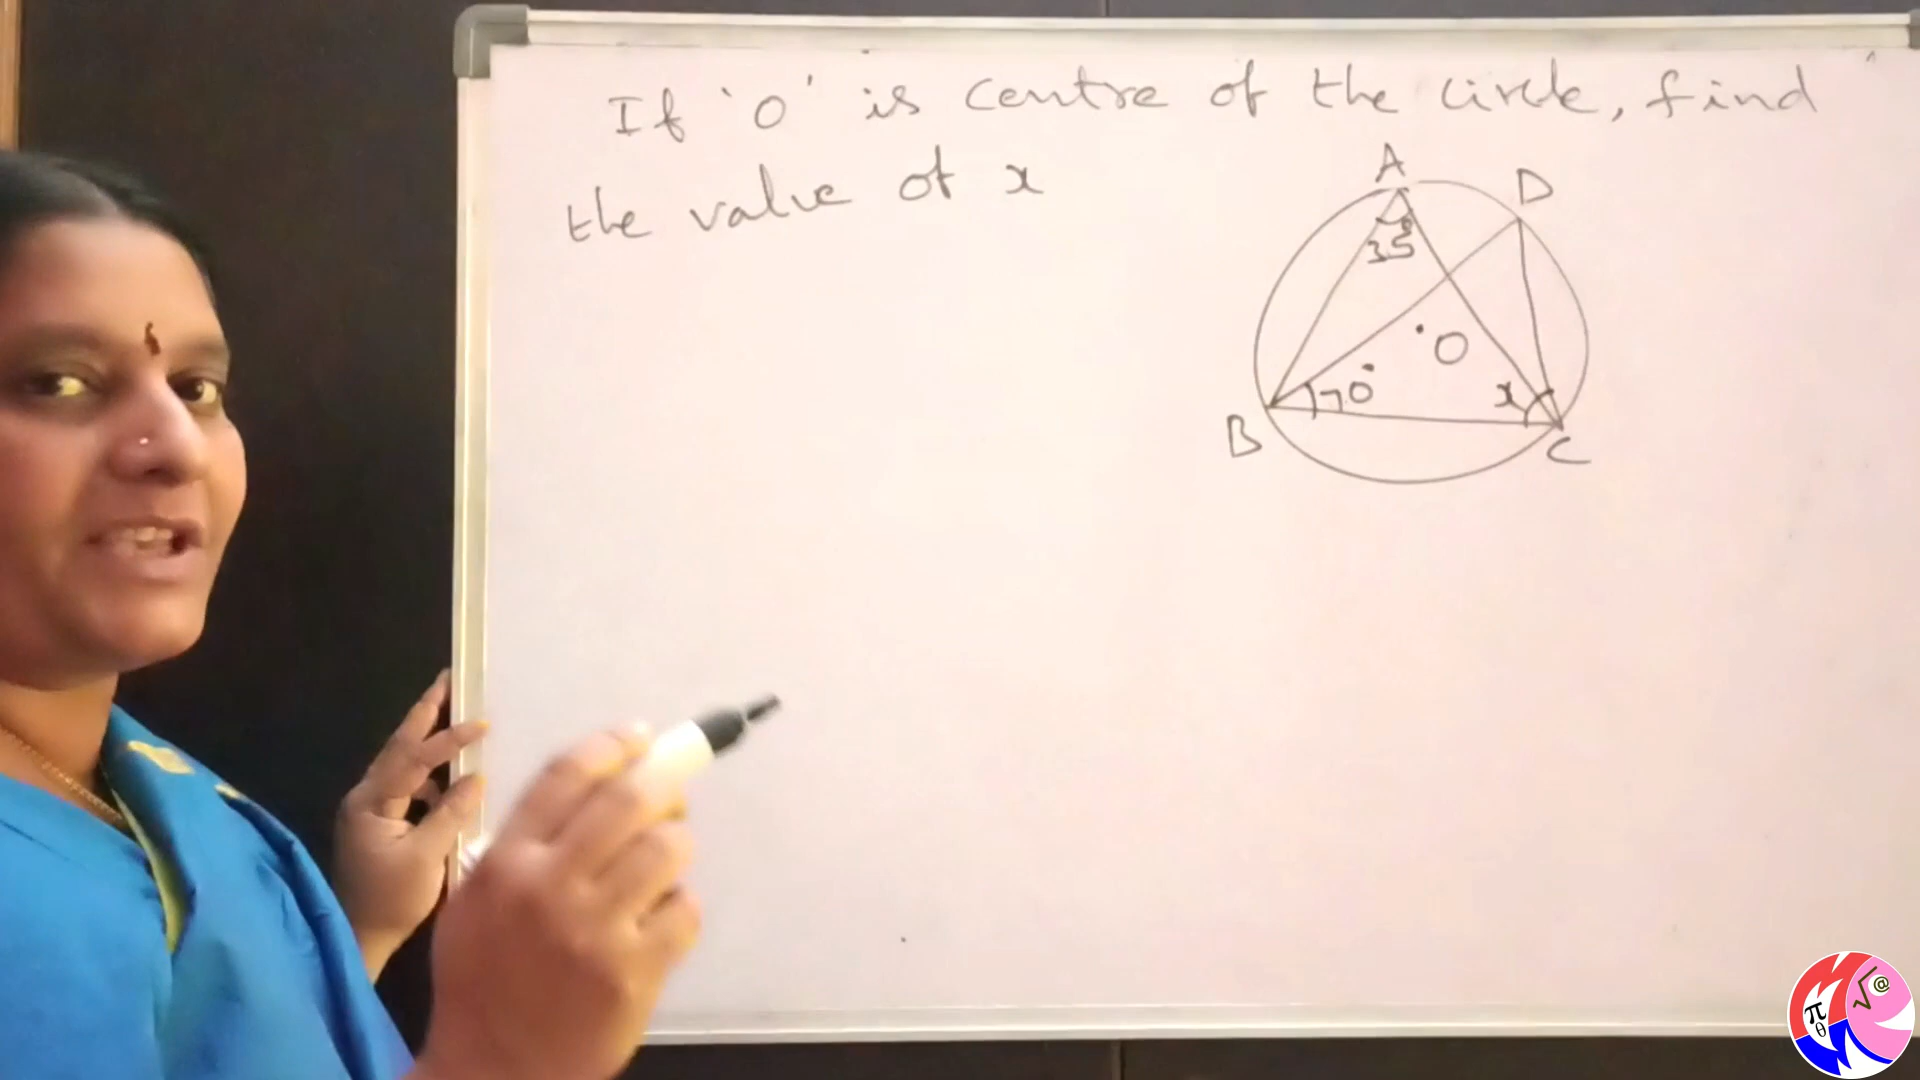 If 'O' is centre of the circle, find
the value of x
A
D
35°
O
70°
x
B
C
π
θ
√
@